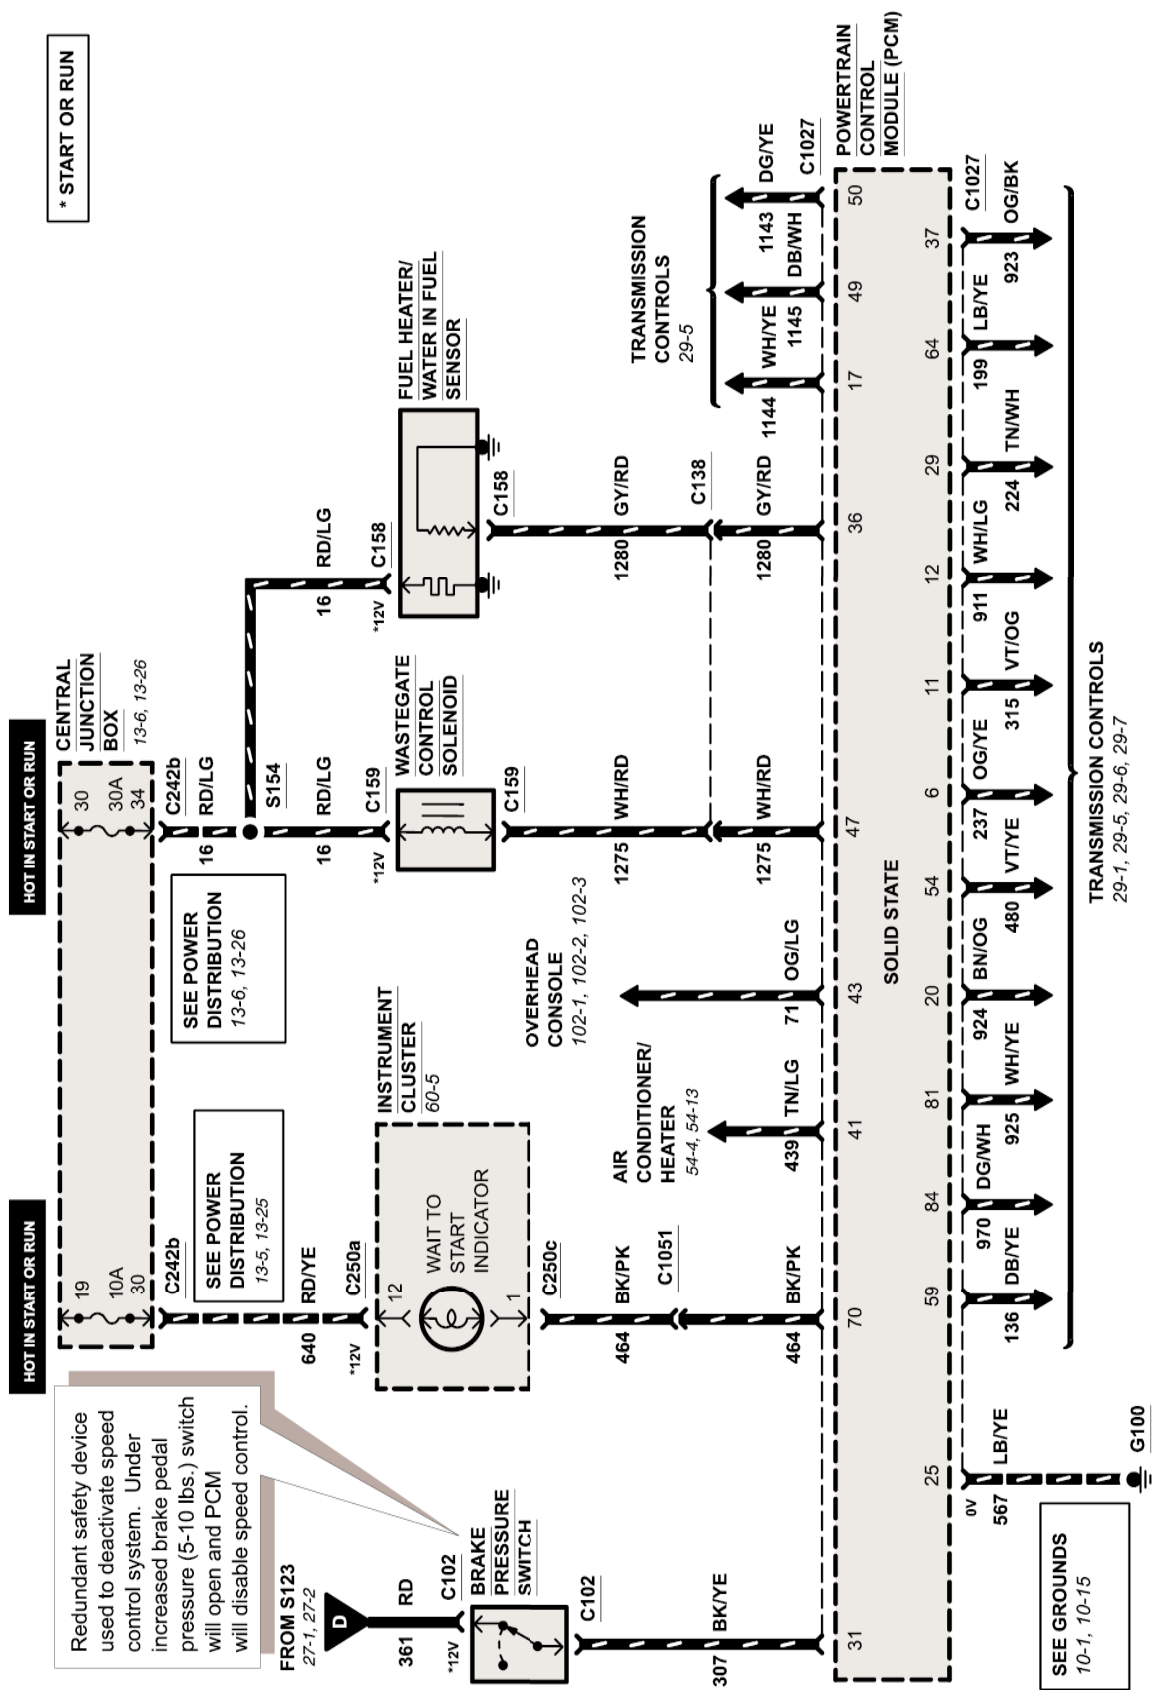 HOT IN START OR RUN
HOT IN START OR RUN
* START OR RUN
Redundant safety device
used to deactivate speed
control system. Under
increased brake pedal
pressure (5-10 lbs.) switch
will open and PCM
will disable speed control.
19
10A
30
30
30A
34
CENTRAL
JUNCTION
BOX
13-6, 13-26
C242b
C242b
SEE POWER
DISTRIBUTION
13-5, 13-25
SEE POWER
DISTRIBUTION
13-6, 13-26
16
RD/LG
S154
FROM S123
27-1, 27-2
D
640
RD/YE
16
RD/LG
16
RD/LG
361
RD
*12V
C250a
*12V
C159
*12V
C158
*12V
C102
INSTRUMENT
CLUSTER
60-5
12
WAIT TO
START
INDICATOR
1
WASTEGATE
CONTROL
SOLENOID
FUEL HEATER/
WATER IN FUEL
SENSOR
BRAKE
PRESSURE
SWITCH
C102
C250c
C159
C158
OVERHEAD
CONSOLE
102-1, 102-2, 102-3
464
BK/PK
1275
WH/RD
1280
GY/RD
C1051
C138
AIR
CONDITIONER/
HEATER
54-4, 54-13
TRANSMISSION
CONTROLS
29-5
307
BK/YE
464
BK/PK
439
TN/LG
71
OG/LG
1275
WH/RD
1280
GY/RD
1144
WH/YE
1145
DB/WH
1143
DG/YE
C1027
31
70
41
43
47
36
17
49
50
POWERTRAIN
CONTROL
MODULE (PCM)
SOLID STATE
25
59
84
81
20
54
6
11
12
29
64
37
C1027
0V
567
LB/YE
136
DB/YE
970
DG/WH
925
WH/YE
924
BN/OG
480
VT/YE
237
OG/YE
315
VT/OG
911
WH/LG
224
TN/WH
199
LB/YE
923
OG/BK
SEE GROUNDS
10-1, 10-15
G100
TRANSMISSION CONTROLS
29-1, 29-5, 29-6, 29-7